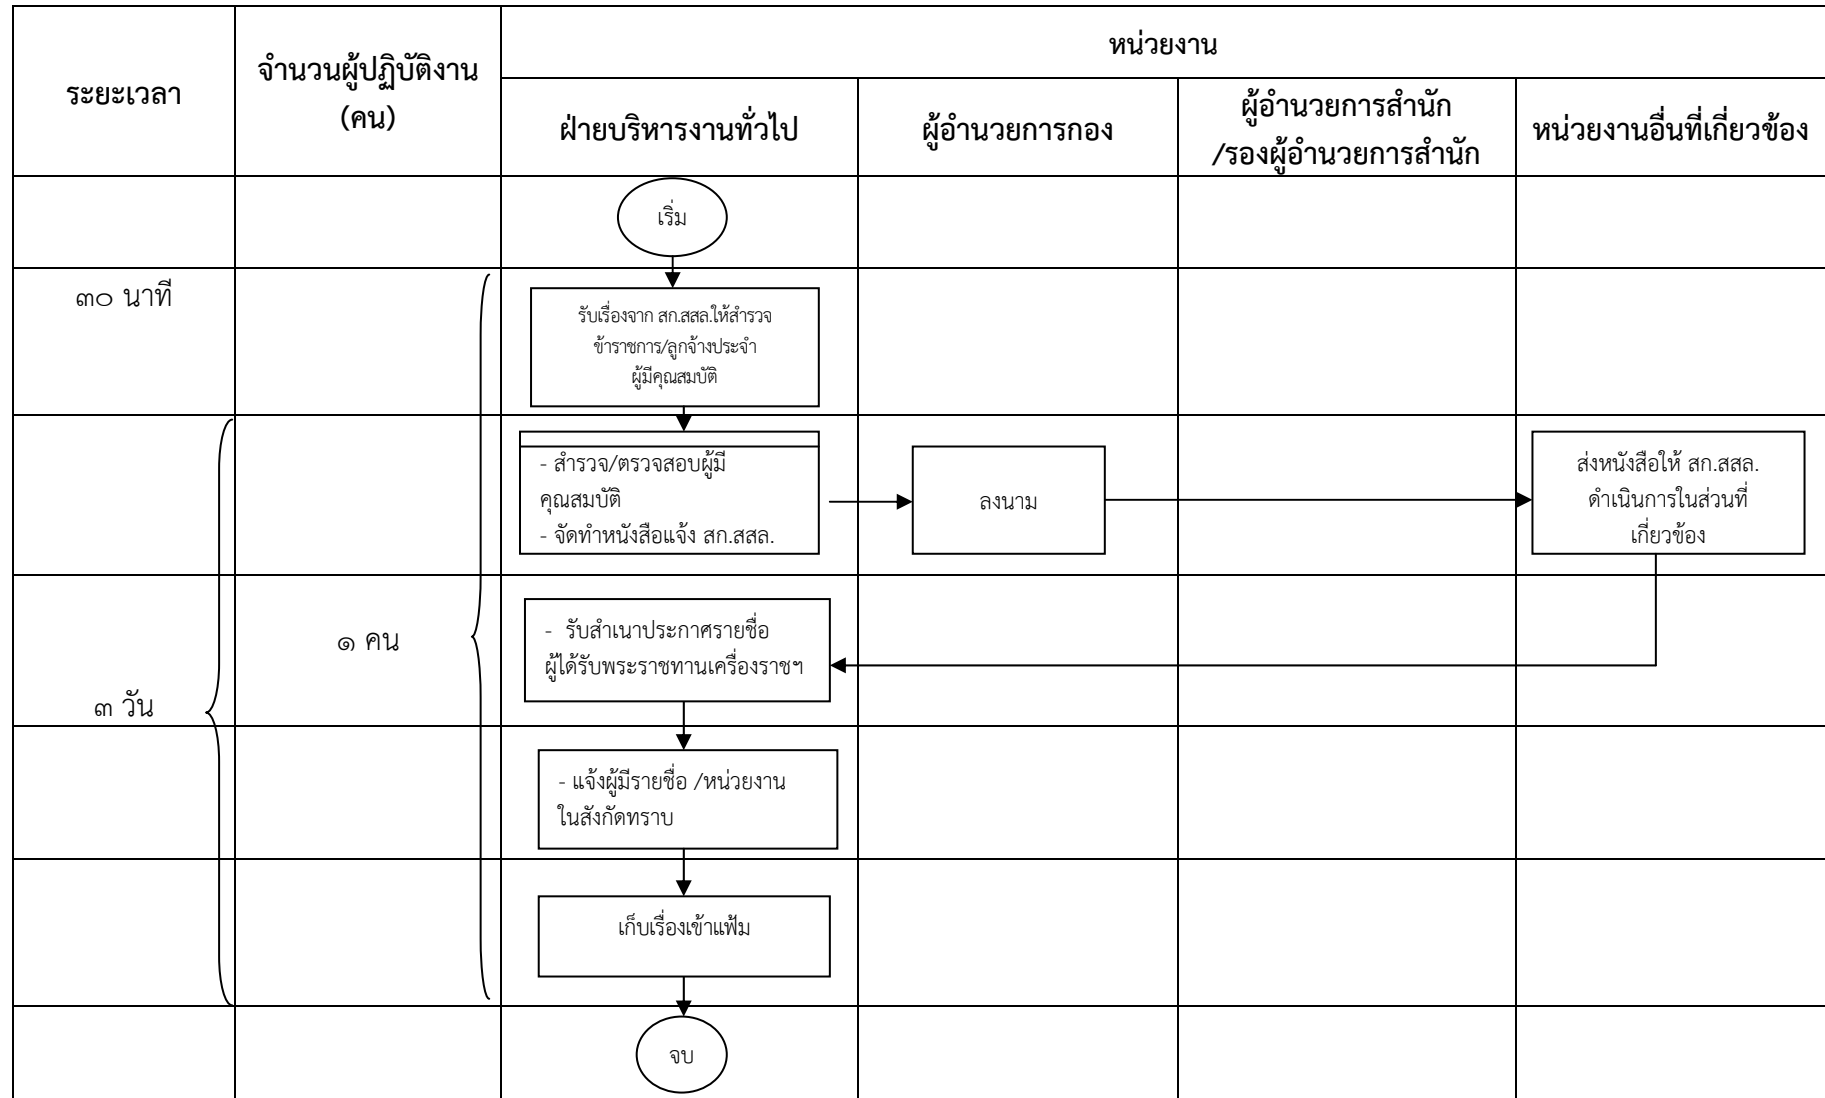 หน่วยงาน
ระยะเวลา
จำนวนผู้ปฏิบัติงาน
(คน)
ฝ่ายบริหารงานทั่วไป
ผู้อำนวยการกอง
ผู้อำนวยการสำนัก
/รองผู้อำนวยการสำนัก
หน่วยงานอื่นที่เกี่ยวข้อง
เริ่ม
๓๐ นาที
รับเรื่องจาก สก.สสล.ให้สำรวจ
ข้าราชการ/ลูกจ้างประจำ
ผู้มีคุณสมบัติ
- สำรวจ/ตรวจสอบผู้มี
คุณสมบัติ
- จัดทำหนังสือแจ้ง สก.สสล.
ลงนาม
ส่งหนังสือให้ สก.สสล.
ดำเนินการในส่วนที่
เกี่ยวข้อง
๑ คน
- รับสำเนาประกาศรายชื่อ
ผู้ได้รับพระราชทานเครื่องราชฯ
๓ วัน
- แจ้งผู้มีรายชื่อ /หน่วยงาน
ในสังกัดทราบ
เก็บเรื่องเข้าแฟ้ม
จบ